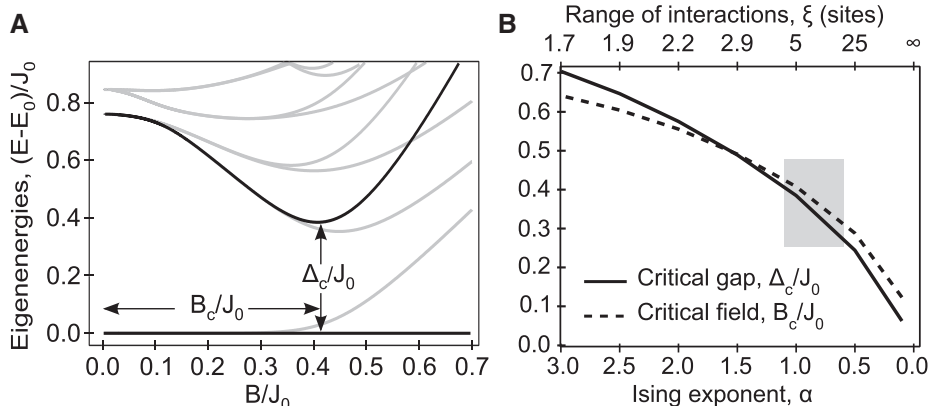 A
Eigenenergies, (E-E₀)/J₀
0.8
0.6
0.4
0.2
0.0
Δc/J₀
Bc/J₀
0.0 0.1 0.2 0.3 0.4 0.5 0.6 0.7
B/J₀
B
Range of interactions, ξ (sites)
1.7 1.9 2.2 2.9 5 25 ∞
0.7
0.6
0.5
0.4
0.3
0.2
0.1
0.0
Critical gap, Δc/J₀
Critical field, Bc/J₀
3.0 2.5 2.0 1.5 1.0 0.5 0.0
Ising exponent, α